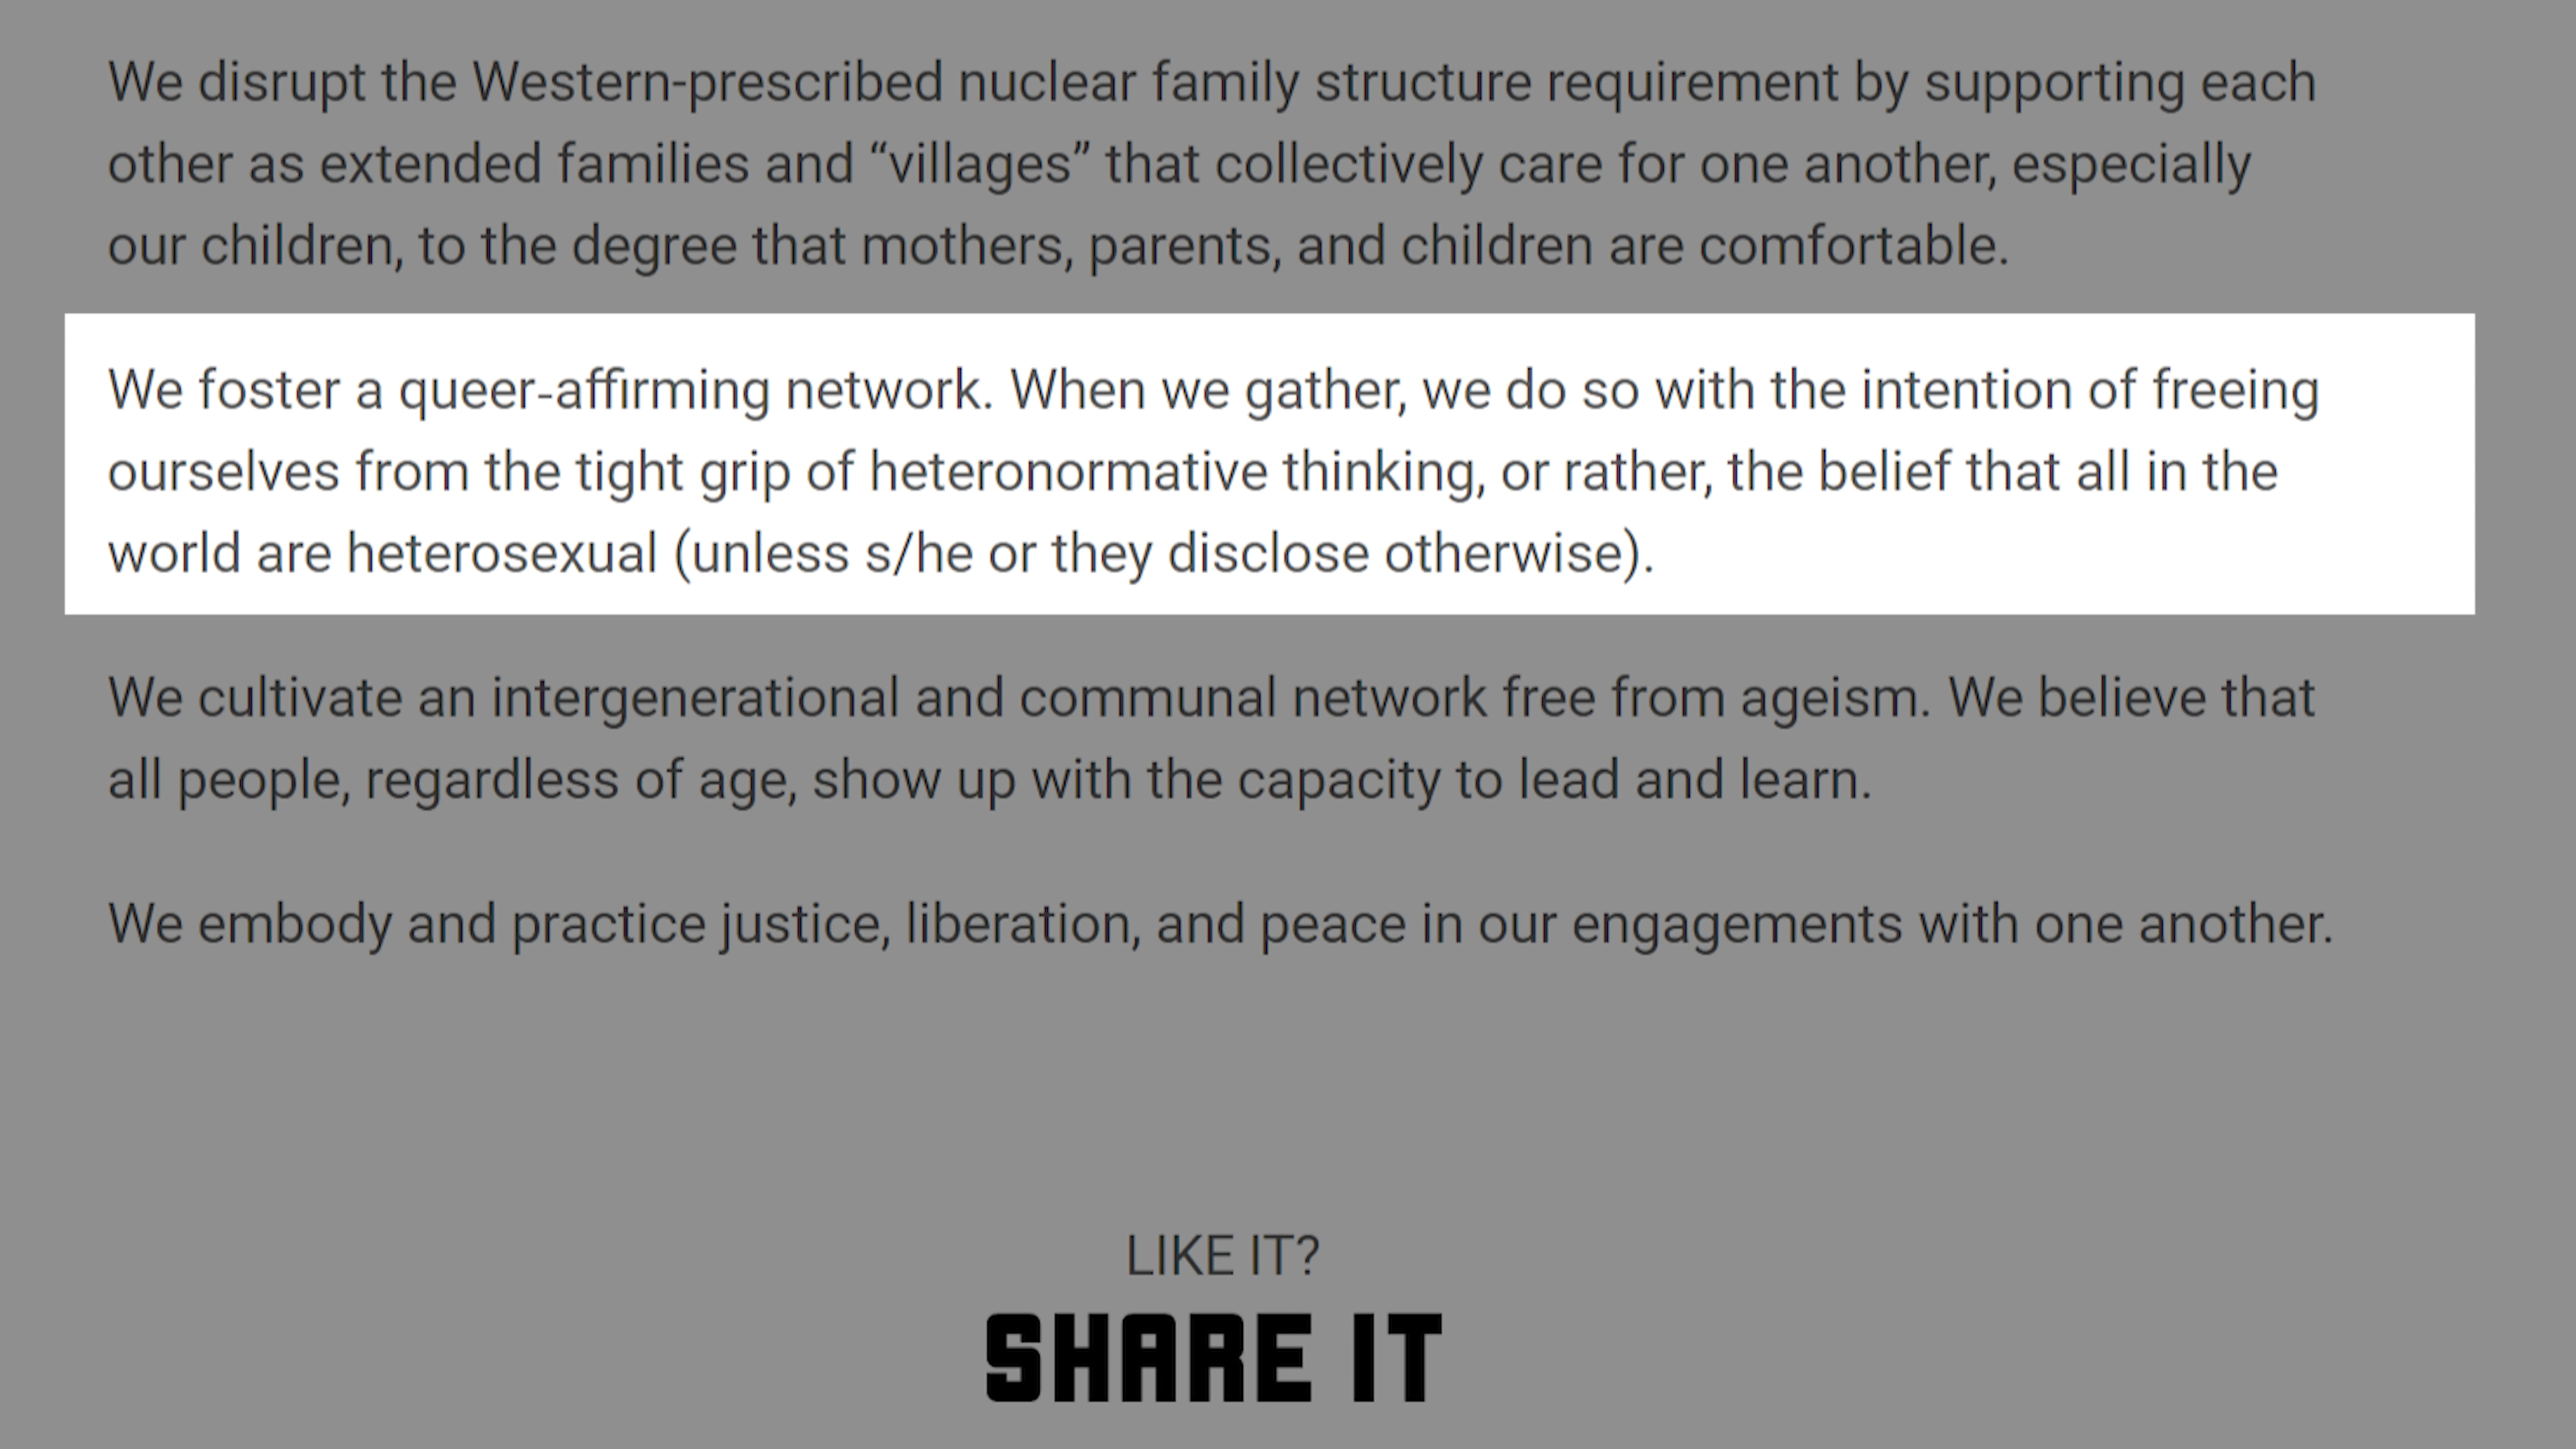 We disrupt the Western-prescribed nuclear family structure requirement by supporting each
other as extended families and “villages” that collectively care for one another, especially
our children, to the degree that mothers, parents, and children are comfortable.
We foster a queer-affirming network. When we gather, we do so with the intention of freeing
ourselves from the tight grip of heteronormative thinking, or rather, the belief that all in the
world are heterosexual (unless s/he or they disclose otherwise).
We cultivate an intergenerational and communal network free from ageism. We believe that
all people, regardless of age, show up with the capacity to lead and learn.
We embody and practice justice, liberation, and peace in our engagements with one another.
LIKE IT?
SHARE IT